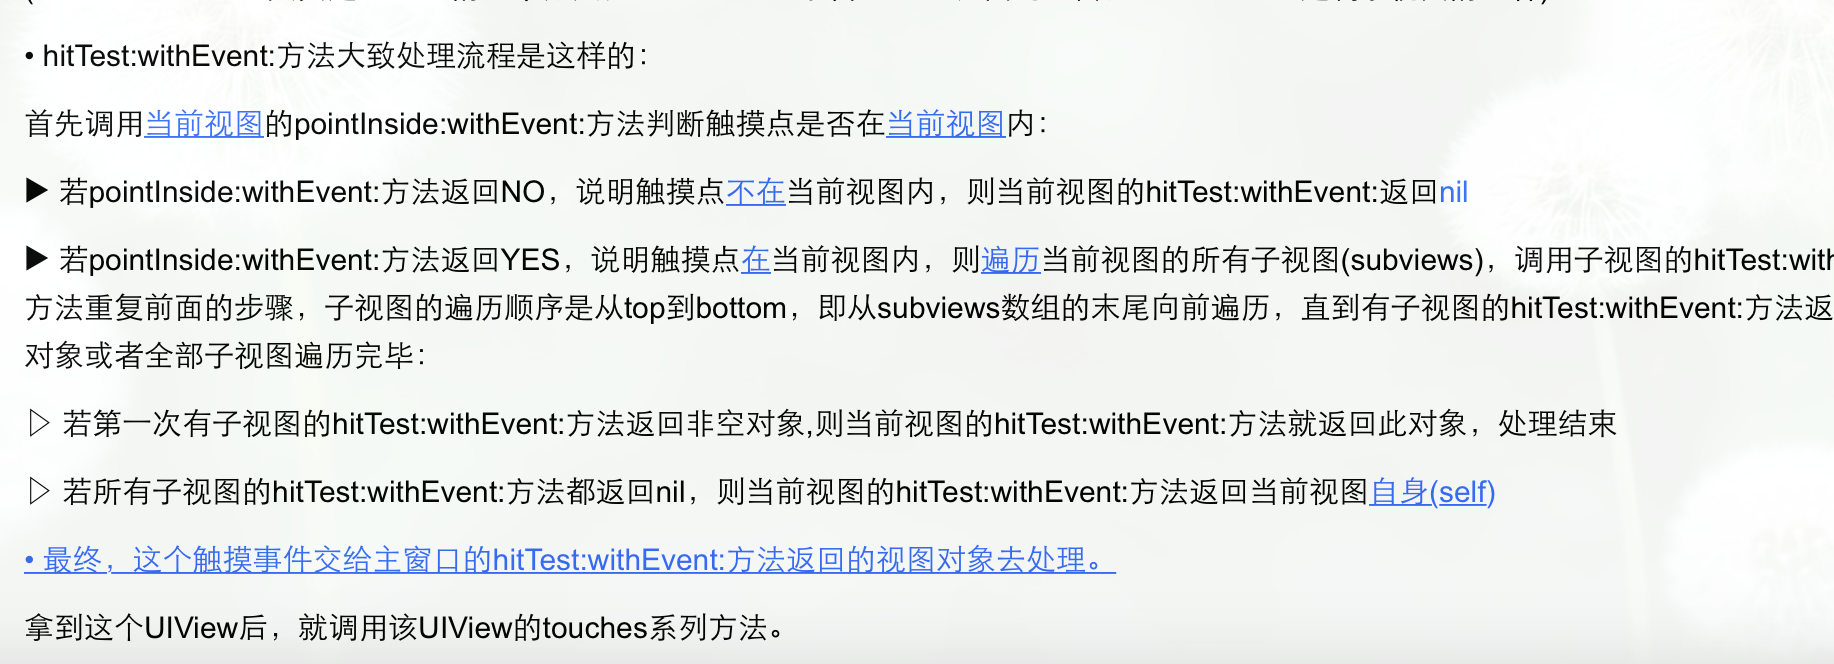 • hitTest:withEvent:方法大致处理流程是这样的：
首先调用当前视图的pointInside:withEvent:方法判断触摸点是否在当前视图内：
▶ 若pointInside:withEvent:方法返回NO，说明触摸点不在当前视图内，则当前视图的hitTest:withEvent:返回nil
▶ 若pointInside:withEvent:方法返回YES，说明触摸点在当前视图内，则遍历当前视图的所有子视图(subviews)，调用子视图的hitTest:with
方法重复前面的步骤，子视图的遍历顺序是从top到bottom，即从subviews数组的末尾向前遍历，直到有子视图的hitTest:withEvent:方法返
对象或者全部子视图遍历完毕：
▷ 若第一次有子视图的hitTest:withEvent:方法返回非空对象,则当前视图的hitTest:withEvent:方法就返回此对象，处理结束
▷ 若所有子视图的hitTest:withEvent:方法都返回nil，则当前视图的hitTest:withEvent:方法返回当前视图自身(self)
• 最终，这个触摸事件交给主窗口的hitTest:withEvent:方法返回的视图对象去处理。
拿到这个UIView后，就调用该UIView的touches系列方法。